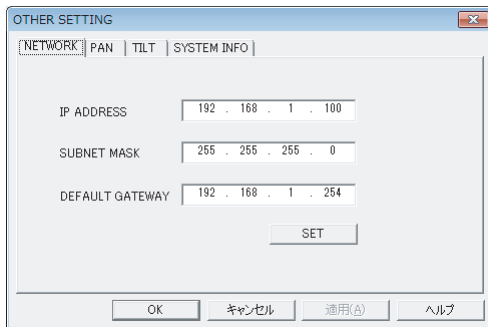 OTHER SETTING
NETWORK PAN TILT SYSTEM INFO
IP ADDRESS 192 . 168 . 1 . 100
SUBNET MASK 255 . 255 . 255 . 0
DEFAULT GATEWAY 192 . 168 . 1 . 254
SET
OK キャンセル 適用(A) ヘルプ